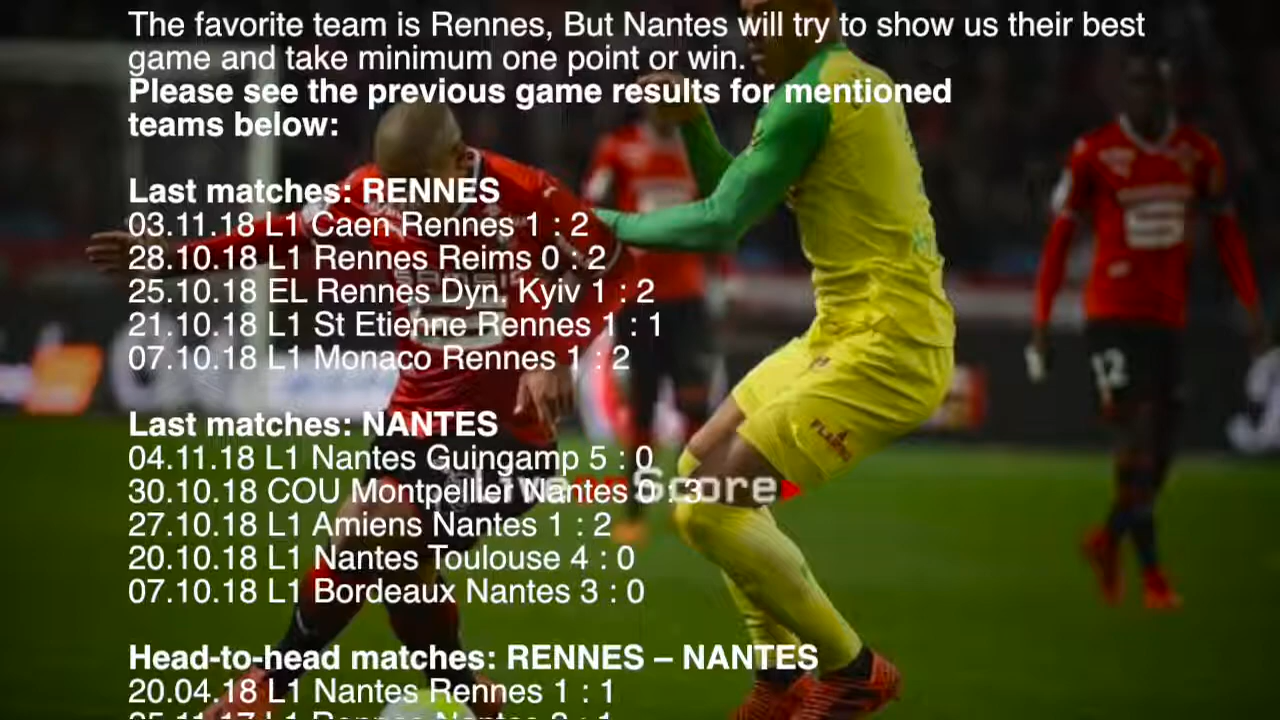 The favorite team is Rennes, But Nantes will try to show us their best
game and take minimum one point or win.
Please see the previous game results for mentioned
teams below:
Last matches: RENNES
03.11.18 L1 Caen Rennes 1 : 2
28.10.18 L1 Rennes Reims 0 : 2
25.10.18 EL Rennes Dyn. Kyiv 1 : 2
21.10.18 L1 St Etienne Rennes 1 : 1
07.10.18 L1 Monaco Rennes 1 : 2
Last matches: NANTES
04.11.18 L1 Nantes Guingamp 5 : 0
30.10.18 COU Montpellier Nantes 0 : 3
LiveonScore
27.10.18 L1 Amiens Nantes 1 : 2
20.10.18 L1 Nantes Toulouse 4 : 0
07.10.18 L1 Bordeaux Nantes 3 : 0
Head-to-head matches: RENNES – NANTES
20.04.18 L1 Nantes Rennes 1 : 1
12